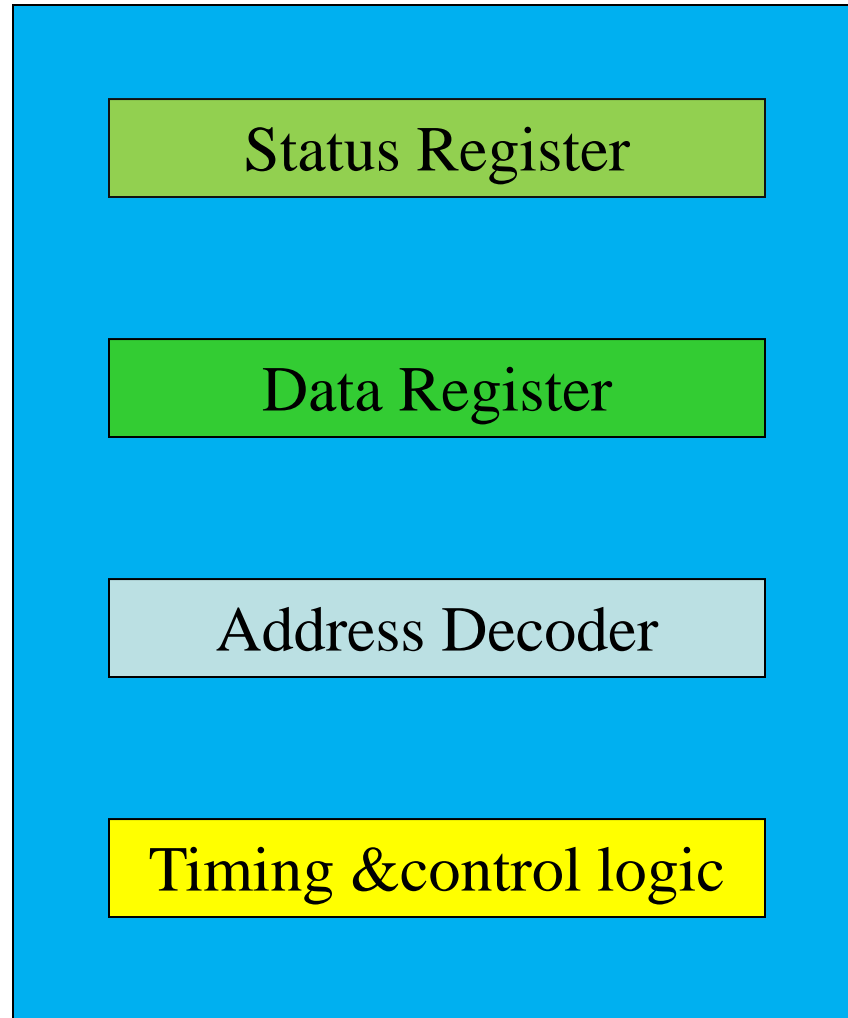 Status Register
Data Register
Address Decoder
Timing &control logic